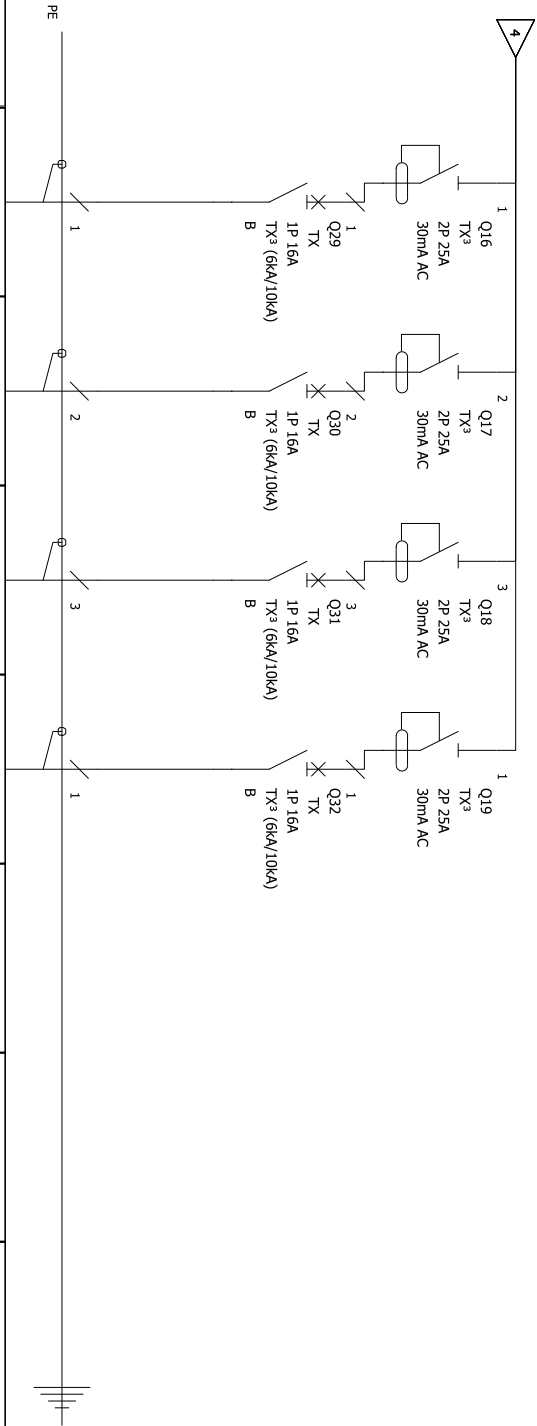 4
1
Q16
TX³
2P 25A
30mA AC
2
Q17
TX³
2P 25A
30mA AC
3
Q18
TX³
2P 25A
30mA AC
1
Q19
TX³
2P 25A
30mA AC
1
Q29
TX
1P 16A
TX³ (6kA/10kA)
B
2
Q30
TX
1P 16A
TX³ (6kA/10kA)
B
3
Q31
TX
1P 16A
TX³ (6kA/10kA)
B
1
Q32
TX
1P 16A
TX³ (6kA/10kA)
B
PE
1
2
3
1